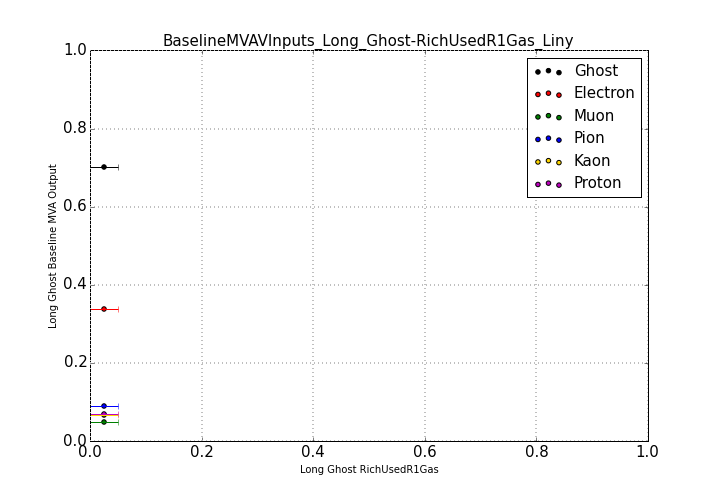 BaselineMVAVInputs_Long_Ghost-RichUsedR1Gas_Liny
1.0
0.8
0.6
0.4
0.2
0.0
Long Ghost Baseline MVA Output
Ghost
Electron
Muon
Pion
Kaon
Proton
0.0 0.2 0.4 0.6 0.8 1.0
Long Ghost RichUsedR1Gas